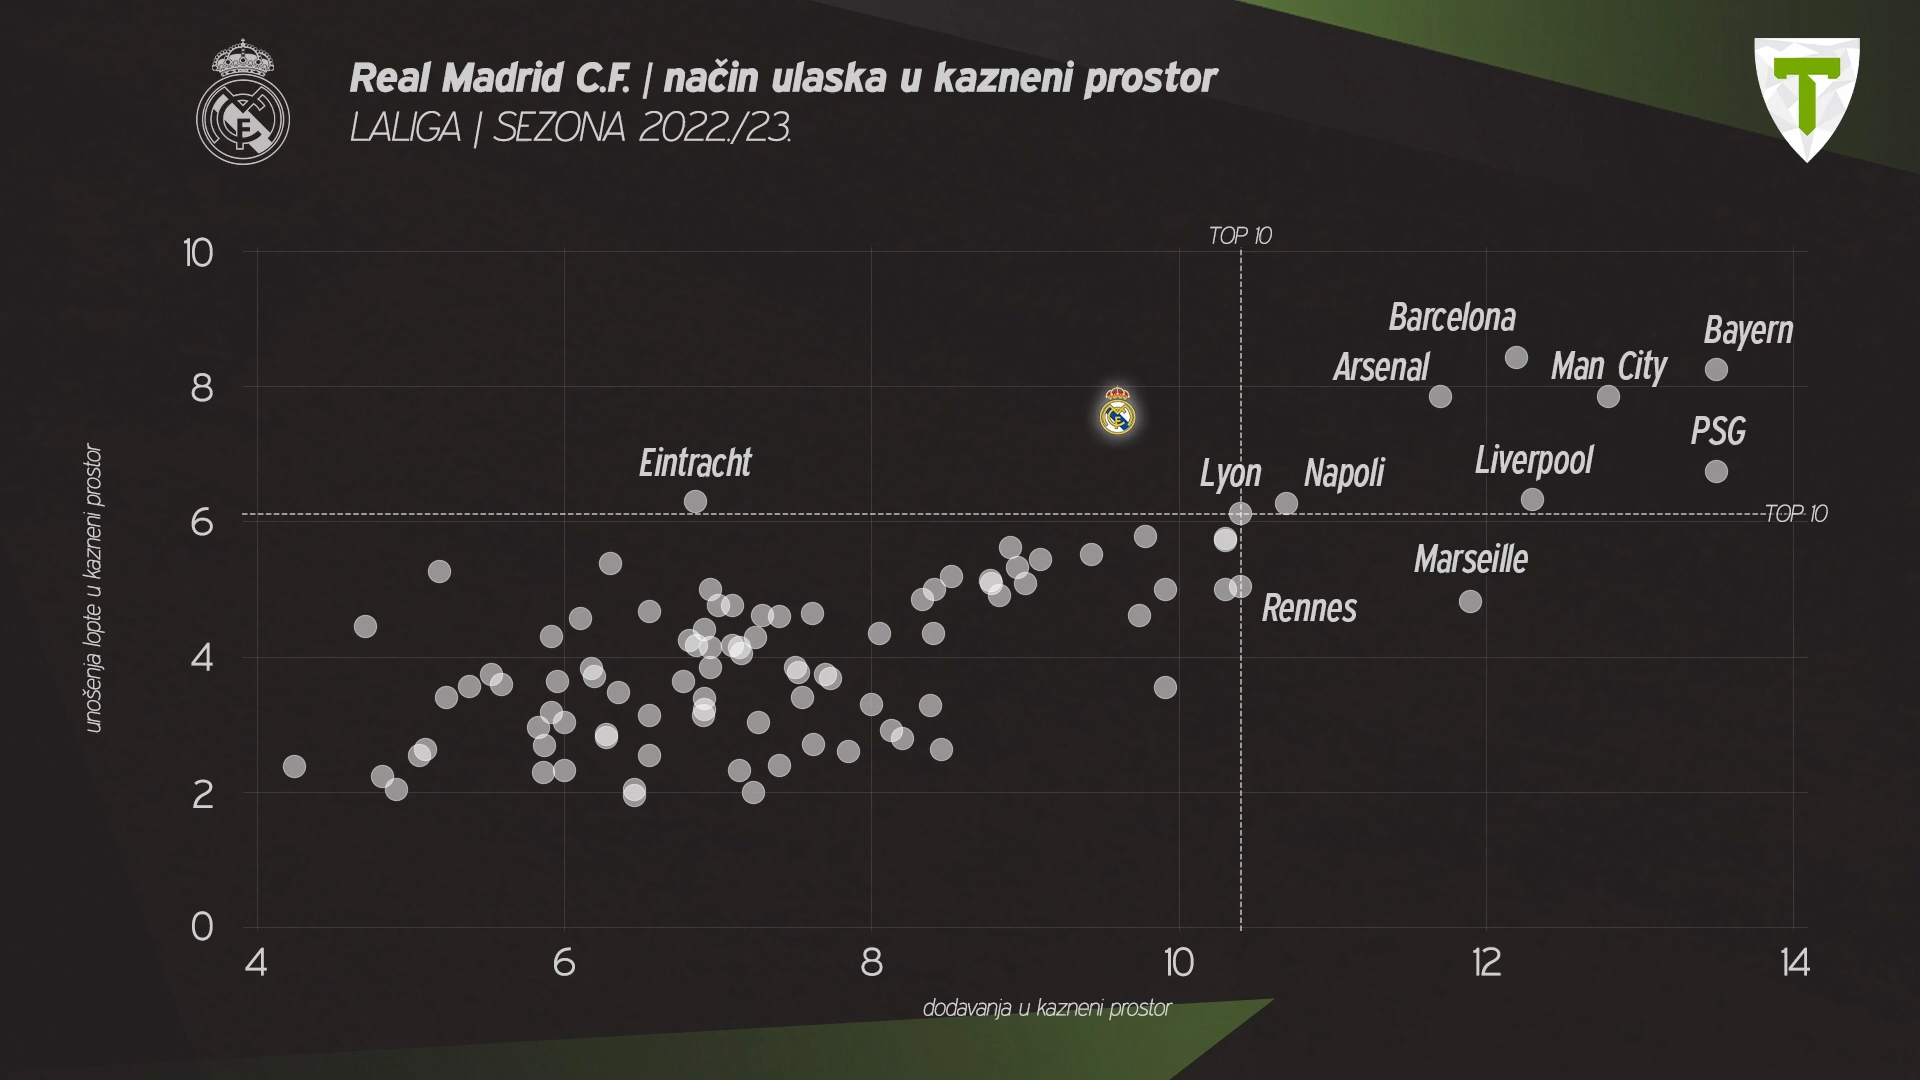 Real Madrid C.F. | način ulaska u kazneni prostor
LALIGA | SEZONA 2022./23.
T
TOP 10
10
8
6
4
2
0
unošenja lopte u kazneni prostor
Barcelona
Bayern
Arsenal
Man City
PSG
Eintracht
Lyon
Napoli
Liverpool
TOP 10
Marseille
Rennes
4
6
8
10
12
14
dodavanja u kazneni prostor